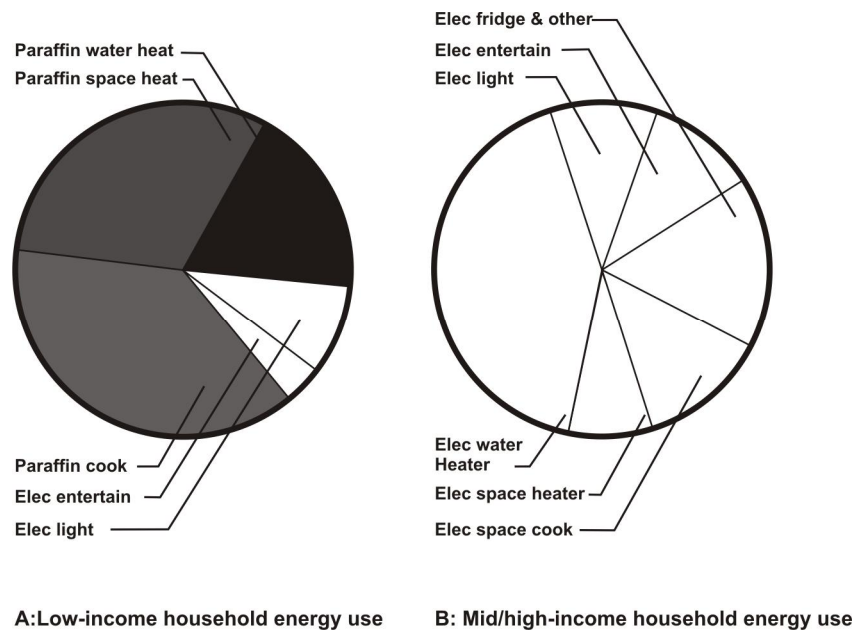 Paraffin water heat
Paraffin space heat
Paraffin cook
Elec entertain
Elec light
A:Low-income household energy use
Elec fridge & other
Elec entertain
Elec light
Elec water
Heater
Elec space heater
Elec space cook
B: Mid/high-income household energy use